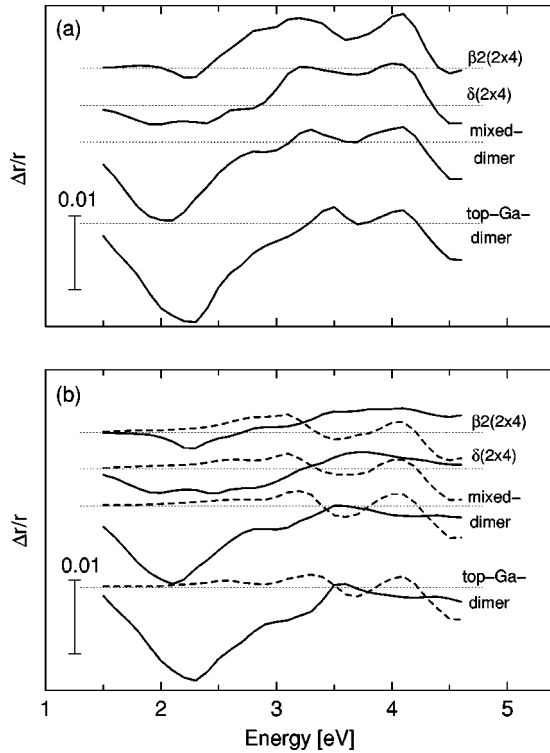 (a)
β2(2x4)
δ(2x4)
mixed–
dimer
Δr/r
0.01
top–Ga–
dimer
(b)
β2(2x4)
δ(2x4)
mixed–
dimer
Δr/r
0.01
top–Ga–
dimer
1 2 3 4 5
Energy [eV]